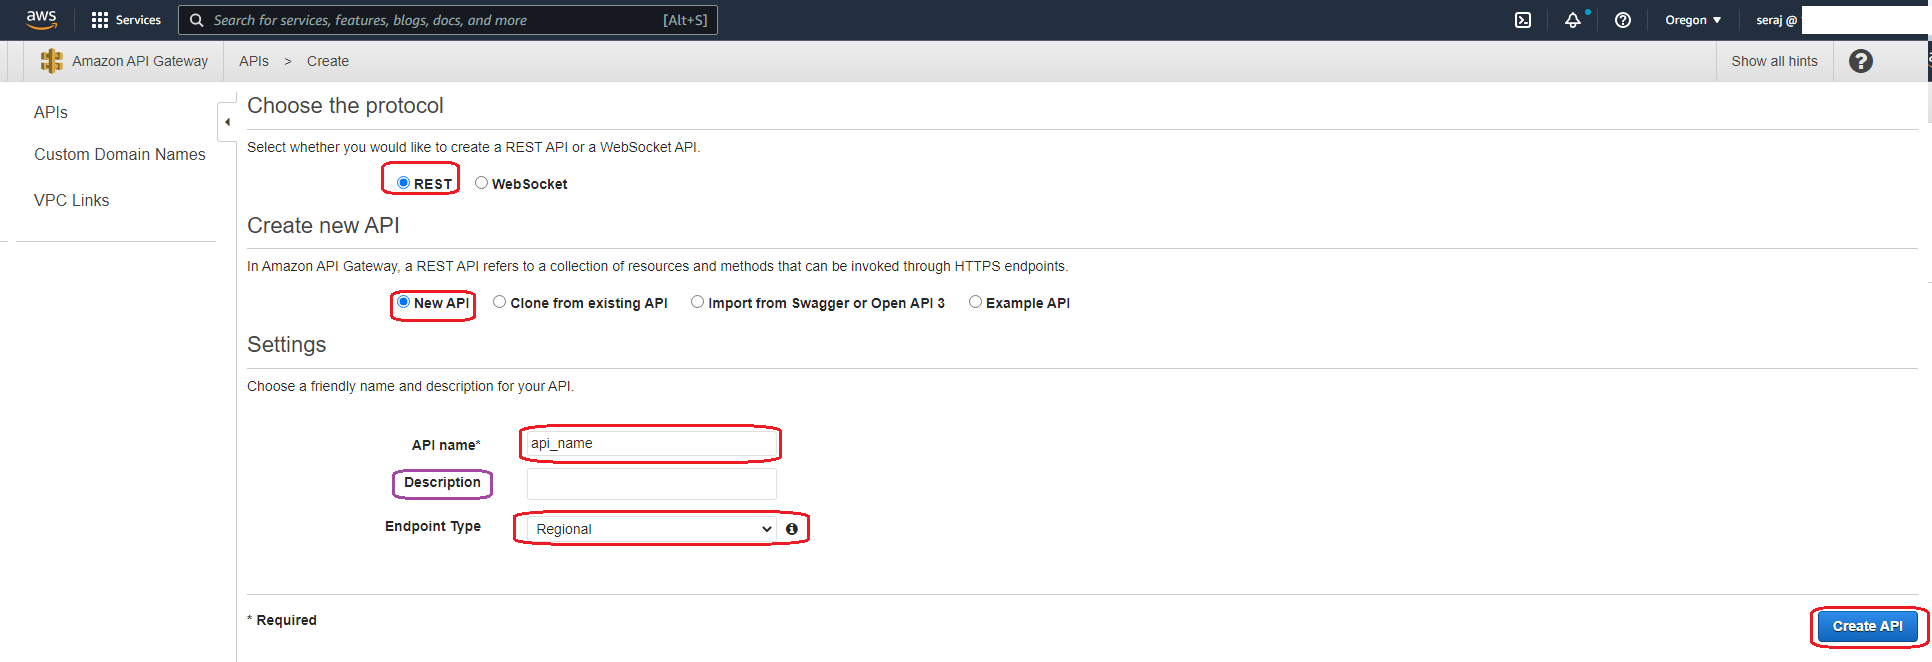 aws Services Search for services, features, blogs, docs, and more [Alt+S] Oregon ▼ seraj @
Amazon API Gateway APIs > Create Show all hints ?
APIs
Custom Domain Names
VPC Links
Choose the protocol
Select whether you would like to create a REST API or a WebSocket API.
REST WebSocket
Create new API
In Amazon API Gateway, a REST API refers to a collection of resources and methods that can be invoked through HTTPS endpoints.
New API Clone from existing API Import from Swagger or Open API 3 Example API
Settings
Choose a friendly name and description for your API.
API name* api_name
Description
Endpoint Type Regional
* Required
Create API